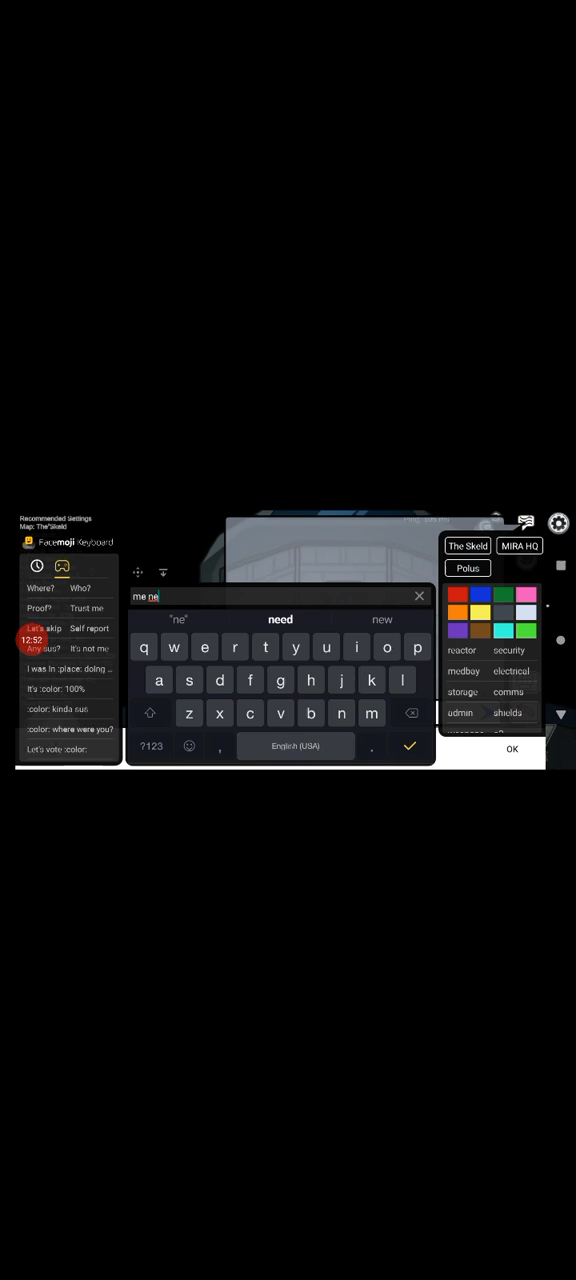 Recommended Settings
Map: The Skeld
Facemoji Keyboard
The Skeld MIRA HQ
Polus
Where? Who?
Proof? Trust me
Let's skip Self report
12:52
Any sus? It's not me
I was in :place: doing ...
It's :color: 100%
:color: kinda sus
:color: where were you?
Let's vote :color:
me ne
"ne" need new
q w e r t y u i o p
a s d f g h j k l
z x c v b n m
?123 , English (USA) .
reactor security
medbay electrical
storage comms
admin shields
OK